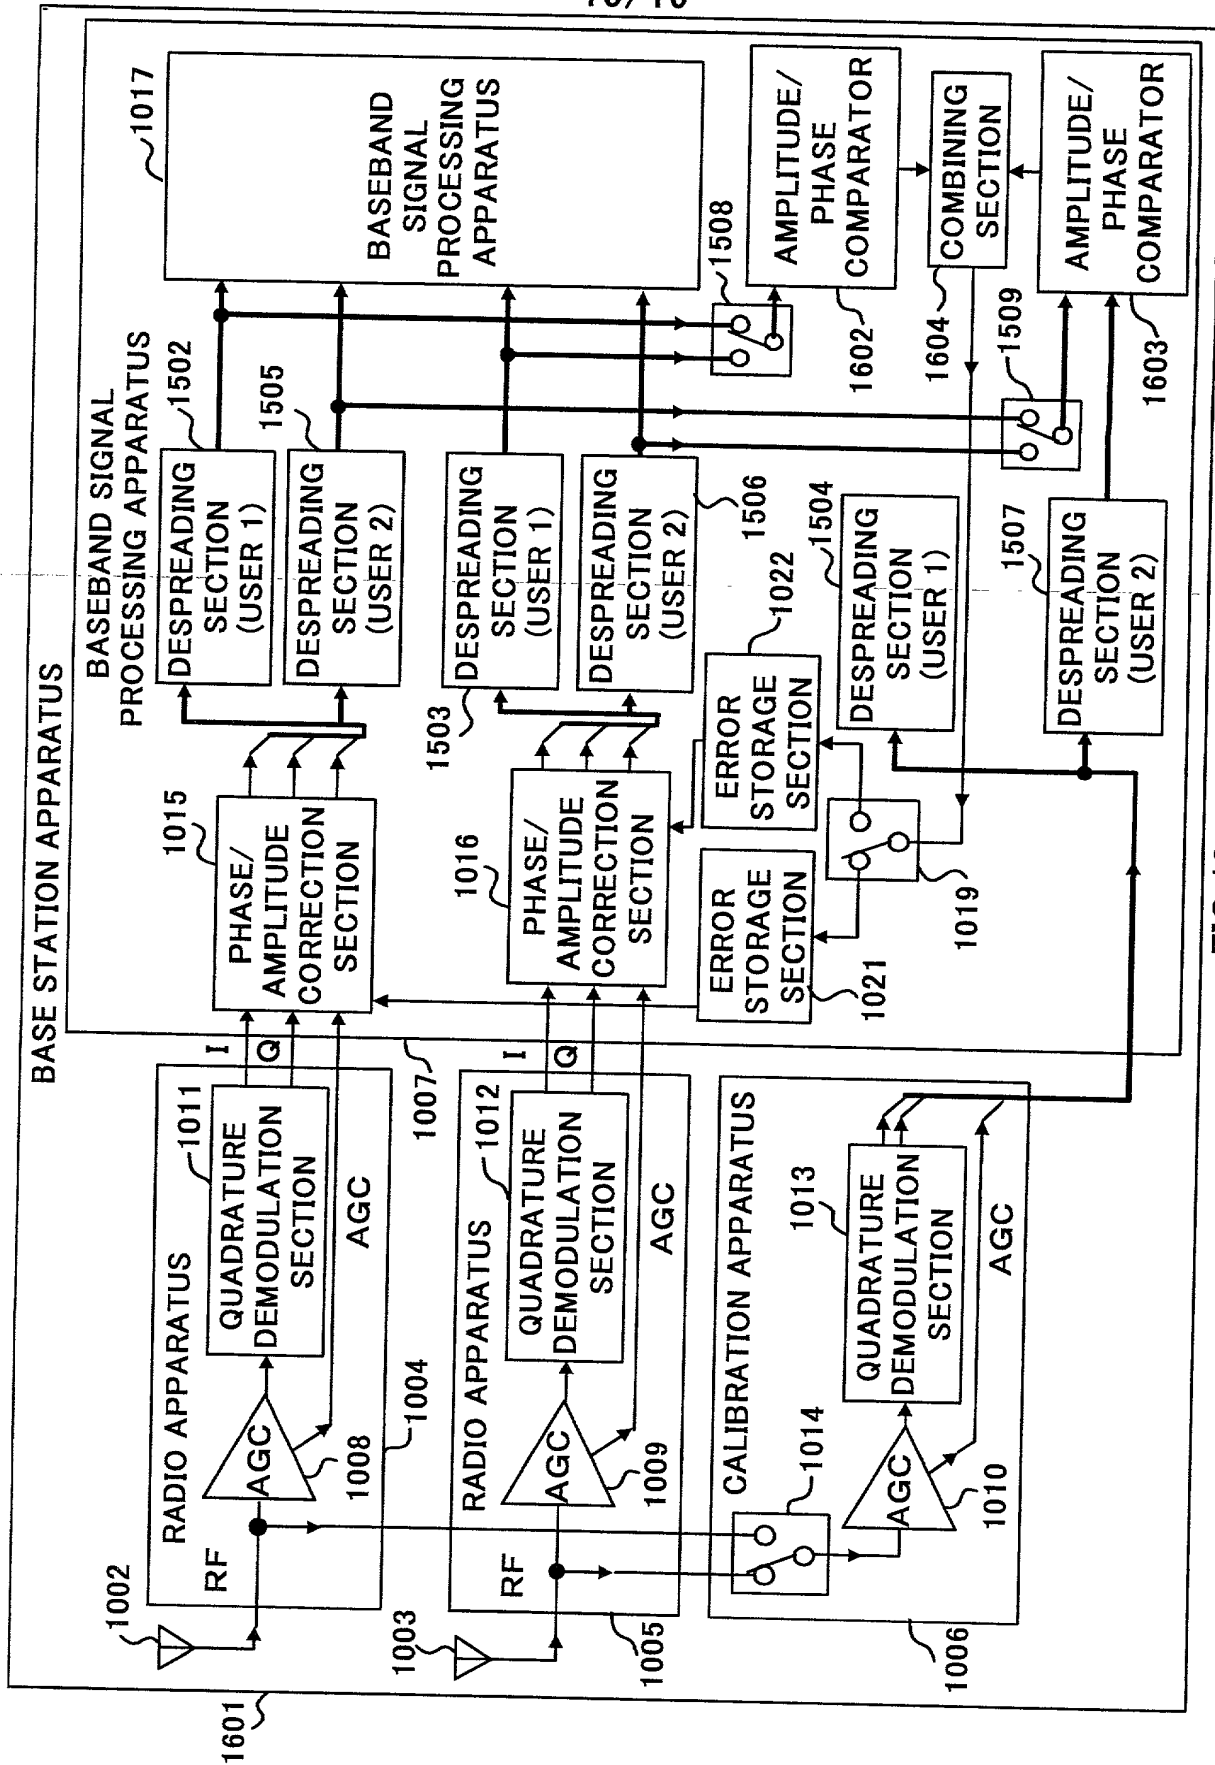 BASE STATION APPARATUS
1601
BASEBAND SIGNAL
PROCESSING APPARATUS
1007
RADIO APPARATUS
1004
1002
RF
AGC
1008
1011
QUADRATURE
DEMODULATION
SECTION
AGC
I
Q
1015
PHASE/
AMPLITUDE
CORRECTION
SECTION
1502
DESPREADING
SECTION
(USER 1)
1505
DESPREADING
SECTION
(USER 2)
1017
BASEBAND
SIGNAL
PROCESSING
APPARATUS
RADIO APPARATUS
1005
1003
RF
AGC
1009
1012
QUADRATURE
DEMODULATION
SECTION
AGC
I
Q
1016
PHASE/
AMPLITUDE
CORRECTION
SECTION
1503
DESPREADING
SECTION
(USER 1)
DESPREADING
SECTION
(USER 2)
1506
1508
CALIBRATION APPARATUS
1006
1014
AGC
1010
1013
QUADRATURE
DEMODULATION
SECTION
AGC
ERROR
STORAGE
SECTION
1021
ERROR
STORAGE
SECTION
1022
1019
1504
DESPREADING
SECTION
(USER 1)
1507
DESPREADING
SECTION
(USER 2)
1509
AMPLITUDE/
PHASE
COMPARATOR
1602
COMBINING
SECTION
1604
AMPLITUDE/
PHASE
COMPARATOR
1603